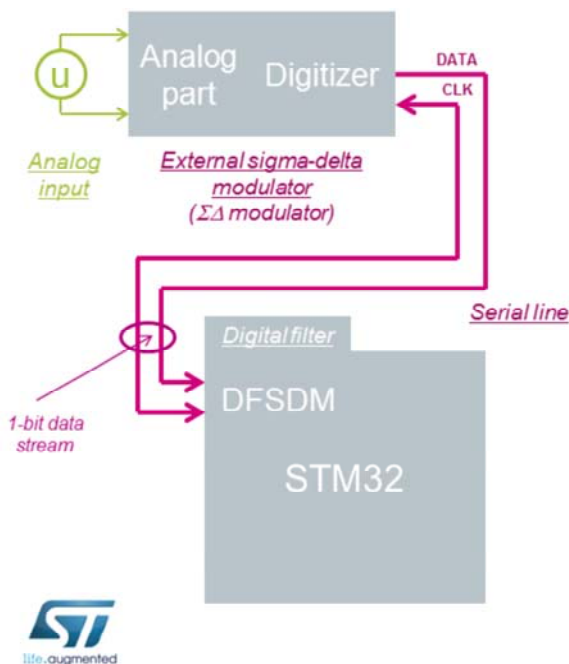 u
Analog
part
Digitizer
DATA
CLK
Analog
input
External sigma-delta
modulator
(ΣΔ modulator)
Serial line
Digital filter
1-bit data
stream
DFSDM
STM32
ST
life.augmented